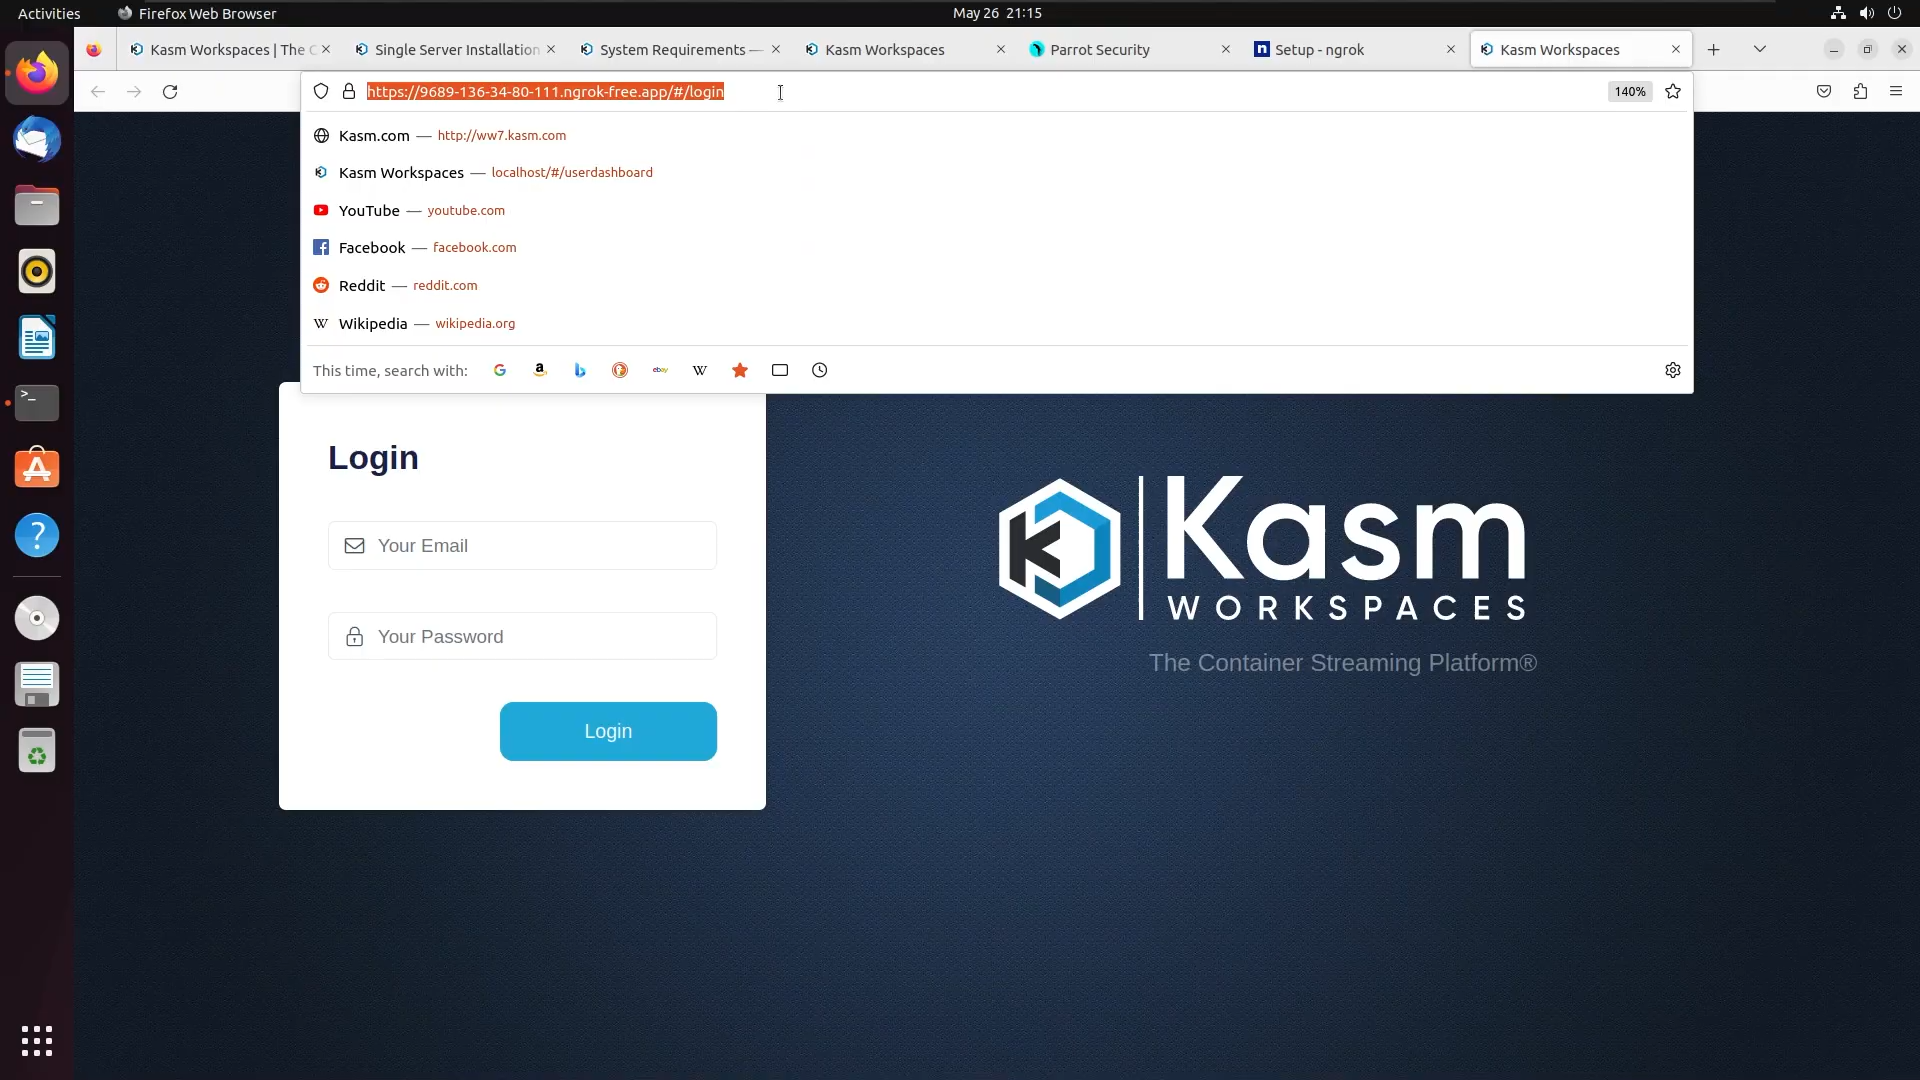 Activities
Firefox Web Browser
May 26 21:15
Kasm Workspaces | The C
Single Server Installation
System Requirements —
Kasm Workspaces
Parrot Security
Setup - ngrok
Kasm Workspaces
https://9689-136-34-80-111.ngrok-free.app/#/login
140%
Kasm.com — http://ww7.kasm.com
Kasm Workspaces — localhost/#/userdashboard
YouTube — youtube.com
Facebook — facebook.com
Reddit — reddit.com
Wikipedia — wikipedia.org
This time, search with:
Login
Your Email
Your Password
Login
Kasm
WORKSPACES
The Container Streaming Platform®